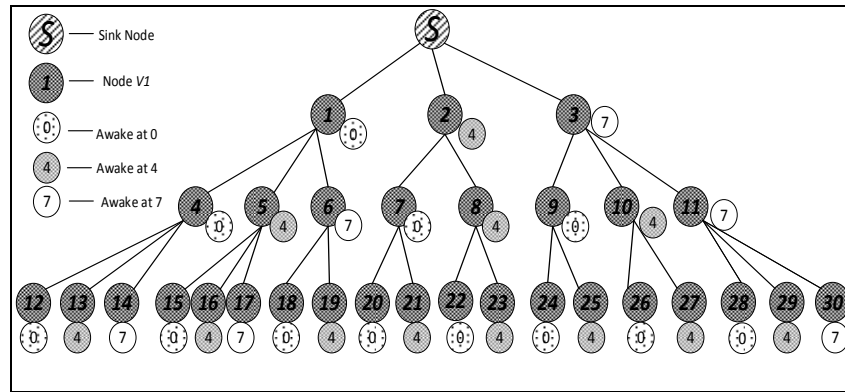 S
Sink Node
1
Node V1
0
Awake at 0
4
Awake at 4
7
Awake at 7
1 0 2 4 3 7
4 0 5 4 6 7 7 0 8 4 9 0 10 4 11 7
12 13 14 15 16 17 18 19 20 21 22 23 24 25 26 27 28 29 30
0 4 7 0 4 7 0 4 0 4 0 4 0 4 0 4 0 4 7